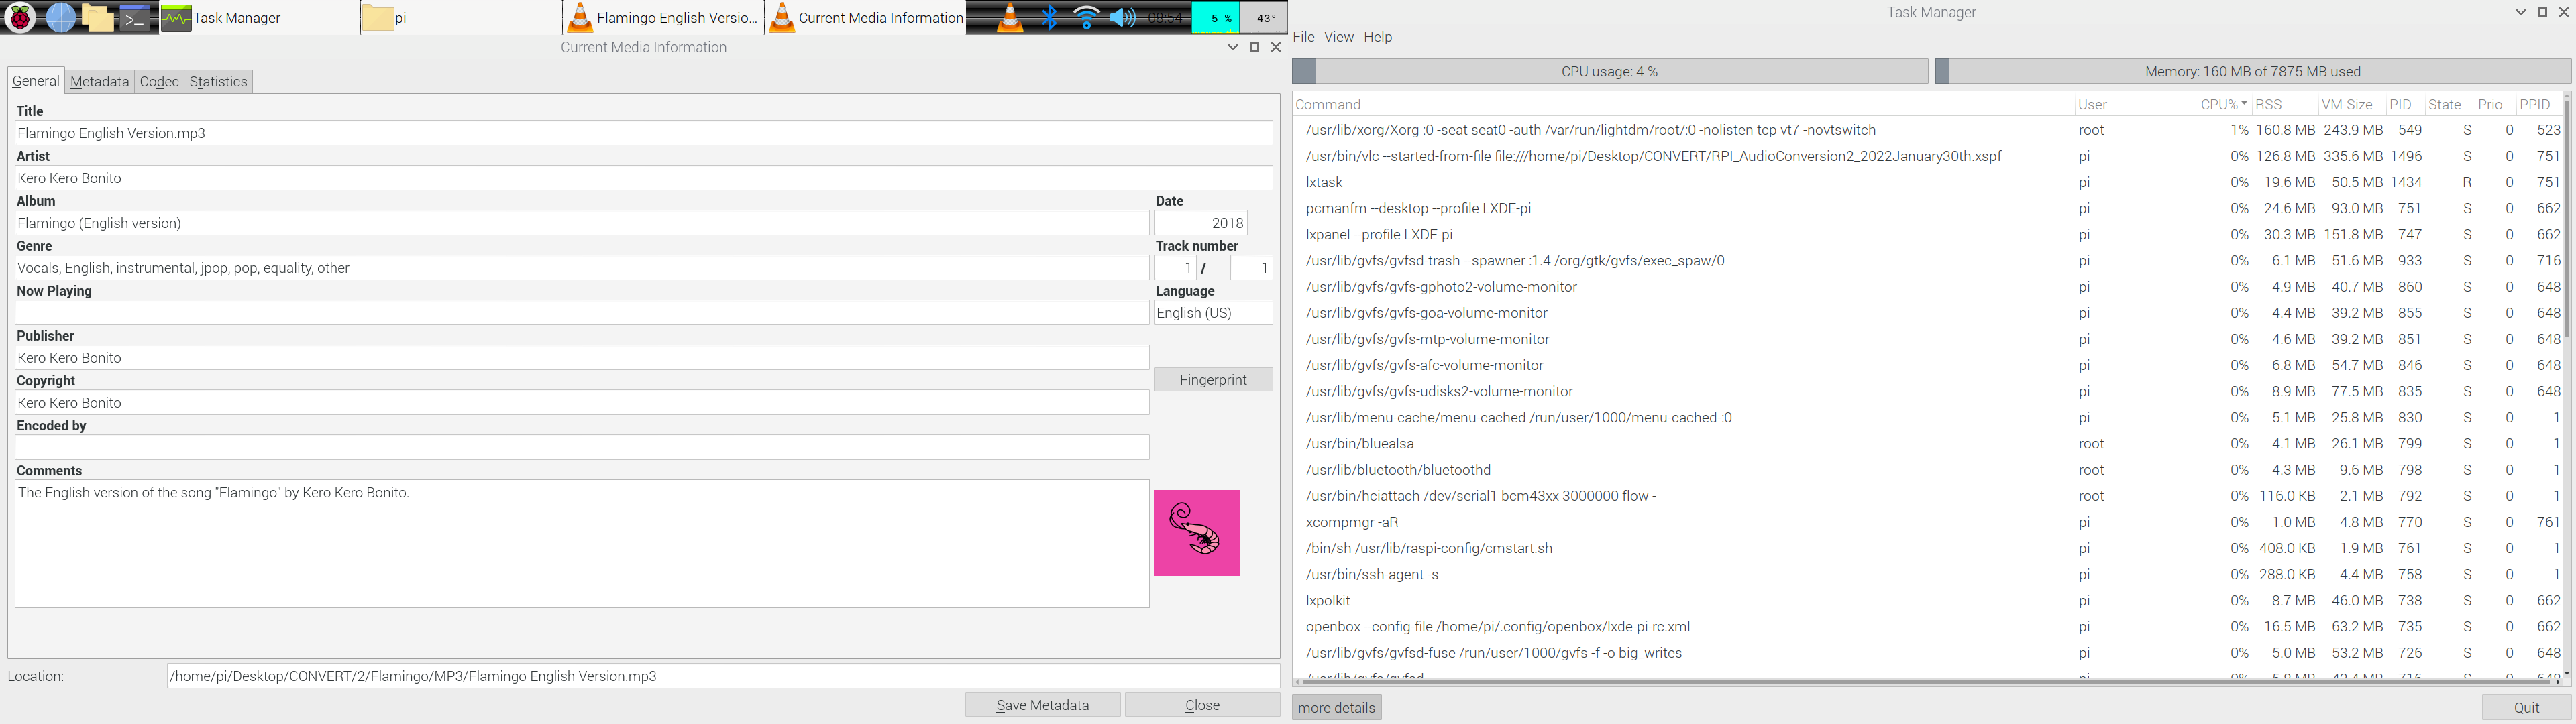 Task Manager
pi
Flamingo English Versio...
Current Media Information
08:54
5 %
43°
Current Media Information
General Metadata Codec Statistics
Title
Flamingo English Version.mp3
Artist
Kero Kero Bonito
Album Date
Flamingo (English version) 2018
Genre Track number
Vocals, English, instrumental, jpop, pop, equality, other 1 / 1
Now Playing Language
English (US)
Publisher
Kero Kero Bonito
Fingerprint
Copyright
Kero Kero Bonito
Encoded by
Comments
The English version of the song "Flamingo" by Kero Kero Bonito.
Location: /home/pi/Desktop/CONVERT/2/Flamingo/MP3/Flamingo English Version.mp3
Save Metadata Close
Task Manager
File View Help
CPU usage: 4 % Memory: 160 MB of 7875 MB used
Command User CPU% RSS VM-Size PID State Prio PPID
/usr/lib/xorg/Xorg :0 -seat seat0 -auth /var/run/lightdm/root/:0 -nolisten tcp vt7 -novtswitch root 1% 160.8 MB 243.9 MB 549 S 0 523
/usr/bin/vlc --started-from-file file:///home/pi/Desktop/CONVERT/RPI_AudioConversion2_2022January30th.xspf pi 0% 126.8 MB 335.6 MB 1496 S 0 751
lxtask pi 0% 19.6 MB 50.5 MB 1434 R 0 751
pcmanfm --desktop --profile LXDE-pi pi 0% 24.6 MB 93.0 MB 751 S 0 662
lxpanel --profile LXDE-pi pi 0% 30.3 MB 151.8 MB 747 S 0 662
/usr/lib/gvfs/gvfsd-trash --spawner :1.4 /org/gtk/gvfs/exec_spaw/0 pi 0% 6.1 MB 51.6 MB 933 S 0 716
/usr/lib/gvfs/gvfs-gphoto2-volume-monitor pi 0% 4.9 MB 40.7 MB 860 S 0 648
/usr/lib/gvfs/gvfs-goa-volume-monitor pi 0% 4.4 MB 39.2 MB 855 S 0 648
/usr/lib/gvfs/gvfs-mtp-volume-monitor pi 0% 4.6 MB 39.2 MB 851 S 0 648
/usr/lib/gvfs/gvfs-afc-volume-monitor pi 0% 6.8 MB 54.7 MB 846 S 0 648
/usr/lib/gvfs/gvfs-udisks2-volume-monitor pi 0% 8.9 MB 77.5 MB 835 S 0 648
/usr/lib/menu-cache/menu-cached /run/user/1000/menu-cached-:0 pi 0% 5.1 MB 25.8 MB 830 S 0 1
/usr/bin/bluealsa root 0% 4.1 MB 26.1 MB 799 S 0 1
/usr/lib/bluetooth/bluetoothd root 0% 4.3 MB 9.6 MB 798 S 0 1
/usr/bin/hciattach /dev/serial1 bcm43xx 3000000 flow - root 0% 116.0 KB 2.1 MB 792 S 0 1
xcompmgr -aR pi 0% 1.0 MB 4.8 MB 770 S 0 761
/bin/sh /usr/lib/raspi-config/cmstart.sh pi 0% 408.0 KB 1.9 MB 761 S 0 1
/usr/bin/ssh-agent -s pi 0% 288.0 KB 4.4 MB 758 S 0 1
lxpolkit pi 0% 8.7 MB 46.0 MB 738 S 0 662
openbox --config-file /home/pi/.config/openbox/lxde-pi-rc.xml pi 0% 16.5 MB 63.2 MB 735 S 0 662
/usr/lib/gvfs/gvfsd-fuse /run/user/1000/gvfs -f -o big_writes pi 0% 5.0 MB 53.2 MB 726 S 0 648
more details Quit